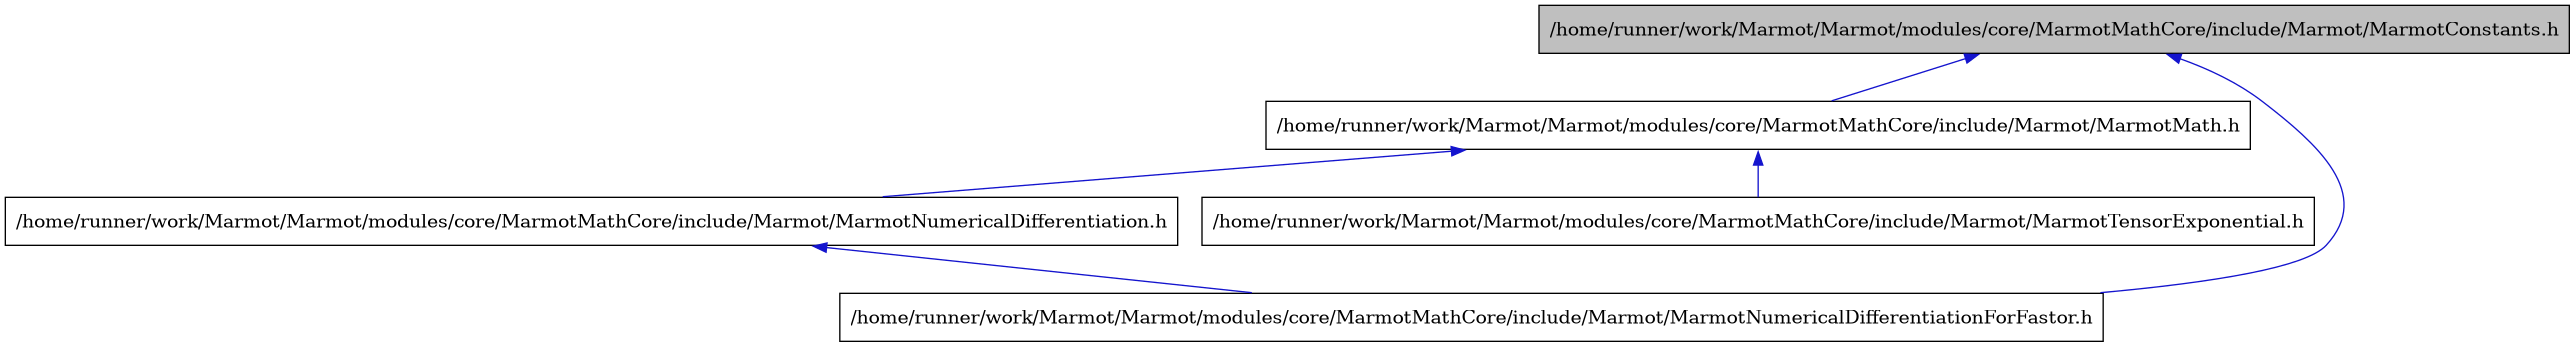 /home/runner/work/Marmot/Marmot/modules/core/MarmotMathCore/include/Marmot/MarmotConstants.h
/home/runner/work/Marmot/Marmot/modules/core/MarmotMathCore/include/Marmot/MarmotMath.h
/home/runner/work/Marmot/Marmot/modules/core/MarmotMathCore/include/Marmot/MarmotNumericalDifferentiation.h
/home/runner/work/Marmot/Marmot/modules/core/MarmotMathCore/include/Marmot/MarmotTensorExponential.h
/home/runner/work/Marmot/Marmot/modules/core/MarmotMathCore/include/Marmot/MarmotNumericalDifferentiationForFastor.h